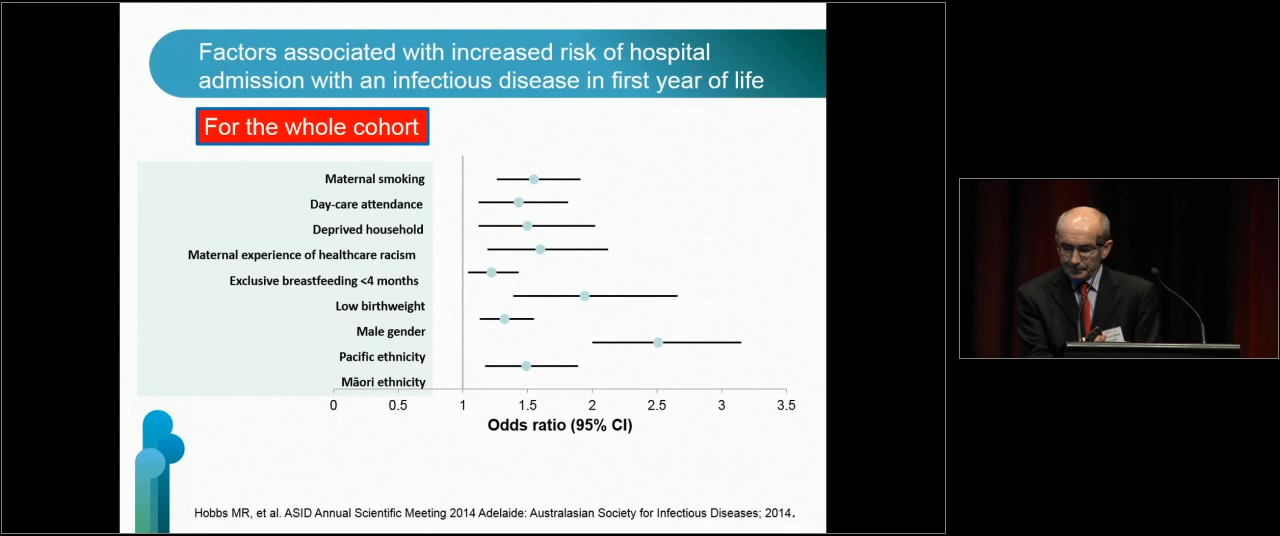 Factors associated with increased risk of hospital
admission with an infectious disease in first year of life
For the whole cohort
Maternal smoking
Day-care attendance
Deprived household
Maternal experience of healthcare racism
Exclusive breastfeeding <4 months
Low birthweight
Male gender
Pacific ethnicity
Māori ethnicity
0 0.5 1 1.5 2 2.5 3 3.5
Odds ratio (95% CI)
Hobbs MR, et al. ASID Annual Scientific Meeting 2014 Adelaide: Australasian Society for Infectious Diseases; 2014.